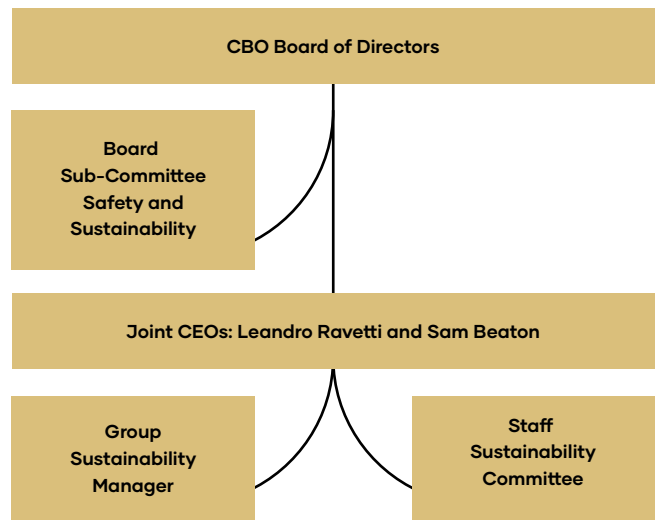 CBO Board of Directors
Board
Sub-Committee
Safety and
Sustainability
Joint CEOs: Leandro Ravetti and Sam Beaton
Group
Sustainability
Manager
Staff
Sustainability
Committee